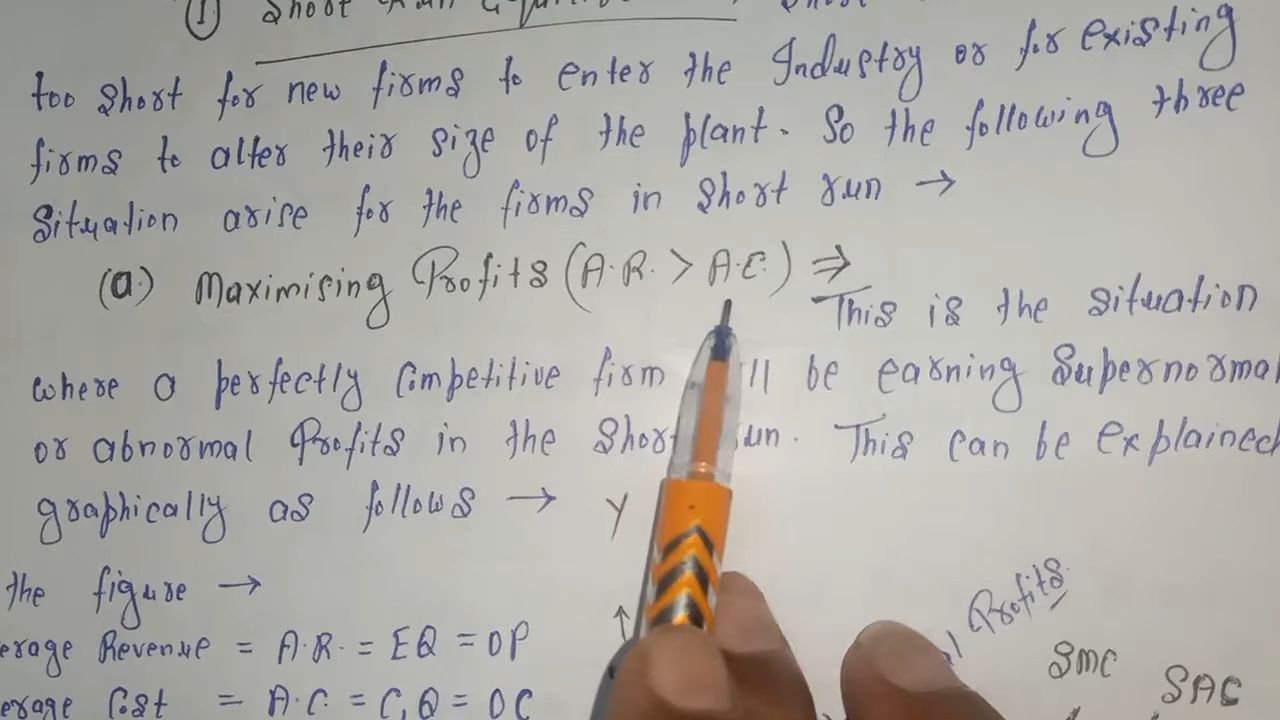 (1) Short Run
too short for new firms to enter the Industry or for existing
firms to alter their size of the plant. So the following three
Situation arise for the firms in short run →
(a.) Maximising Profits (A.R. > A.C.) ⇒
This is the situation
where a perfectly Competitive firm be earning Supernormal
or abnormal Profits in the Short run. This can be explained
graphically as follows → Y
the figure →
erage Revenue = A.R. = EQ = OP
erage Cost = A.C. = C,Q = OC
Profits
SMC
SAC